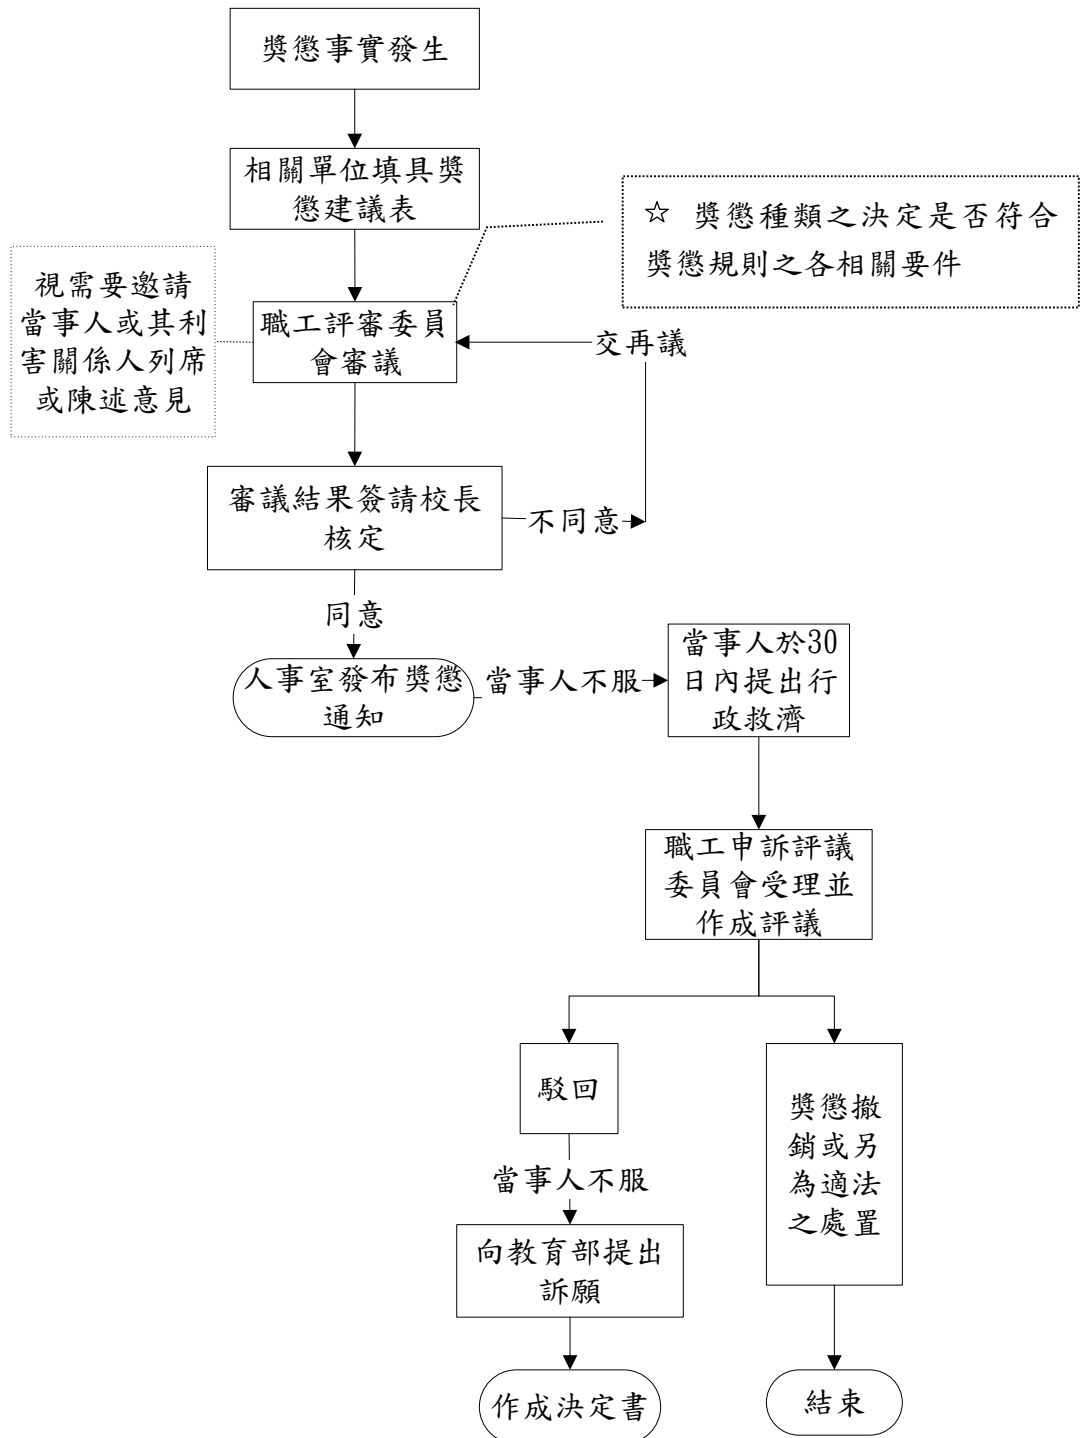 獎懲事實發生
相關單位填具獎
懲建議表
☆ 獎懲種類之決定是否符合
獎懲規則之各相關要件
視需要邀請
當事人或其利
害關係人列席
或陳述意見
職工評審委員
會審議
交再議
審議結果簽請校長
核定
不同意
同意
人事室發布獎懲
通知
當事人不服
當事人於30
日內提出行
政救濟
職工申訴評議
委員會受理並
作成評議
駁回
獎懲撤
銷或另
為適法
之處置
當事人不服
向教育部提出
訴願
作成決定書
結束